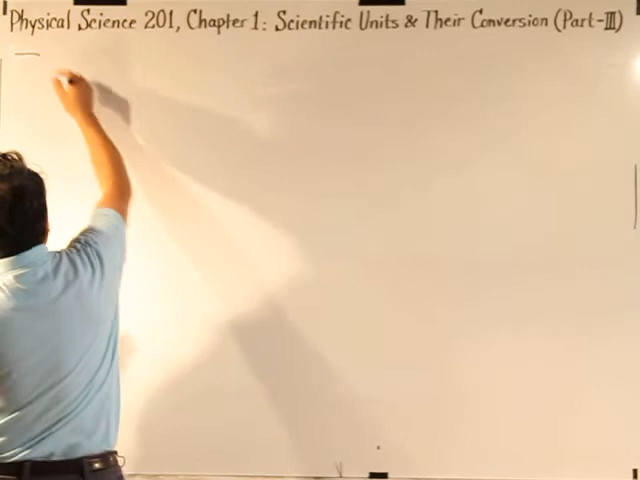 Physical Science 201, Chapter 1: Scientific Units & Their Conversion (Part-III)